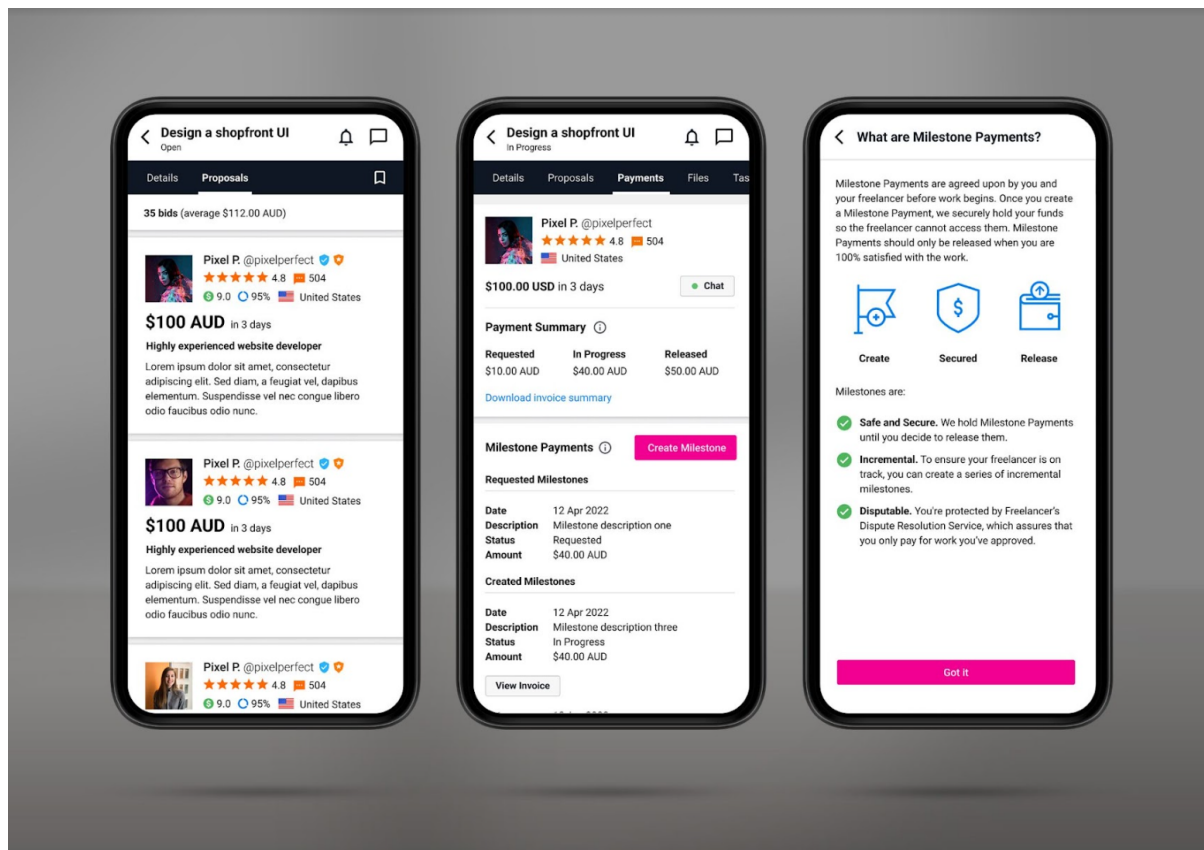 Design a shopfront UI
Open
Details Proposals
35 bids (average $112.00 AUD)
Pixel P. @pixelperfect
4.8 504
$ 9.0 95% United States
$100 AUD in 3 days
Highly experienced website developer
Lorem ipsum dolor sit amet, consectetur
adipiscing elit. Sed diam, a feugiat vel, dapibus
elementum. Suspendisse vel nec congue libero
odio faucibus odio nunc.
Pixel P. @pixelperfect
4.8 504
$ 9.0 95% United States
$100 AUD in 3 days
Highly experienced website developer
Lorem ipsum dolor sit amet, consectetur
adipiscing elit. Sed diam, a feugiat vel, dapibus
elementum. Suspendisse vel nec congue libero
odio faucibus odio nunc.
Pixel P. @pixelperfect
4.8 504
$ 9.0 95% United States
Design a shopfront UI
In Progress
Details Proposals Payments Files Tas
Pixel P. @pixelperfect
4.8 504
United States
$100.00 USD in 3 days
Chat
Payment Summary
Requested In Progress Released
$10.00 AUD $40.00 AUD $50.00 AUD
Download invoice summary
Milestone Payments
Create Milestone
Requested Milestones
Date 12 Apr 2022
Description Milestone description one
Status Requested
Amount $40.00 AUD
Created Milestones
Date 12 Apr 2022
Description Milestone description three
Status In Progress
Amount $40.00 AUD
View Invoice
What are Milestone Payments?
Milestone Payments are agreed upon by you and
your freelancer before work begins. Once you create
a Milestone Payment, we securely hold your funds
so the freelancer cannot access them. Milestone
Payments should only be released when you are
100% satisfied with the work.
$
Create Secured Release
Milestones are:
Safe and Secure. We hold Milestone Payments
until you decide to release them.
Incremental. To ensure your freelancer is on
track, you can create a series of incremental
milestones.
Disputable. You're protected by Freelancer's
Dispute Resolution Service, which assures that
you only pay for work you've approved.
Got it